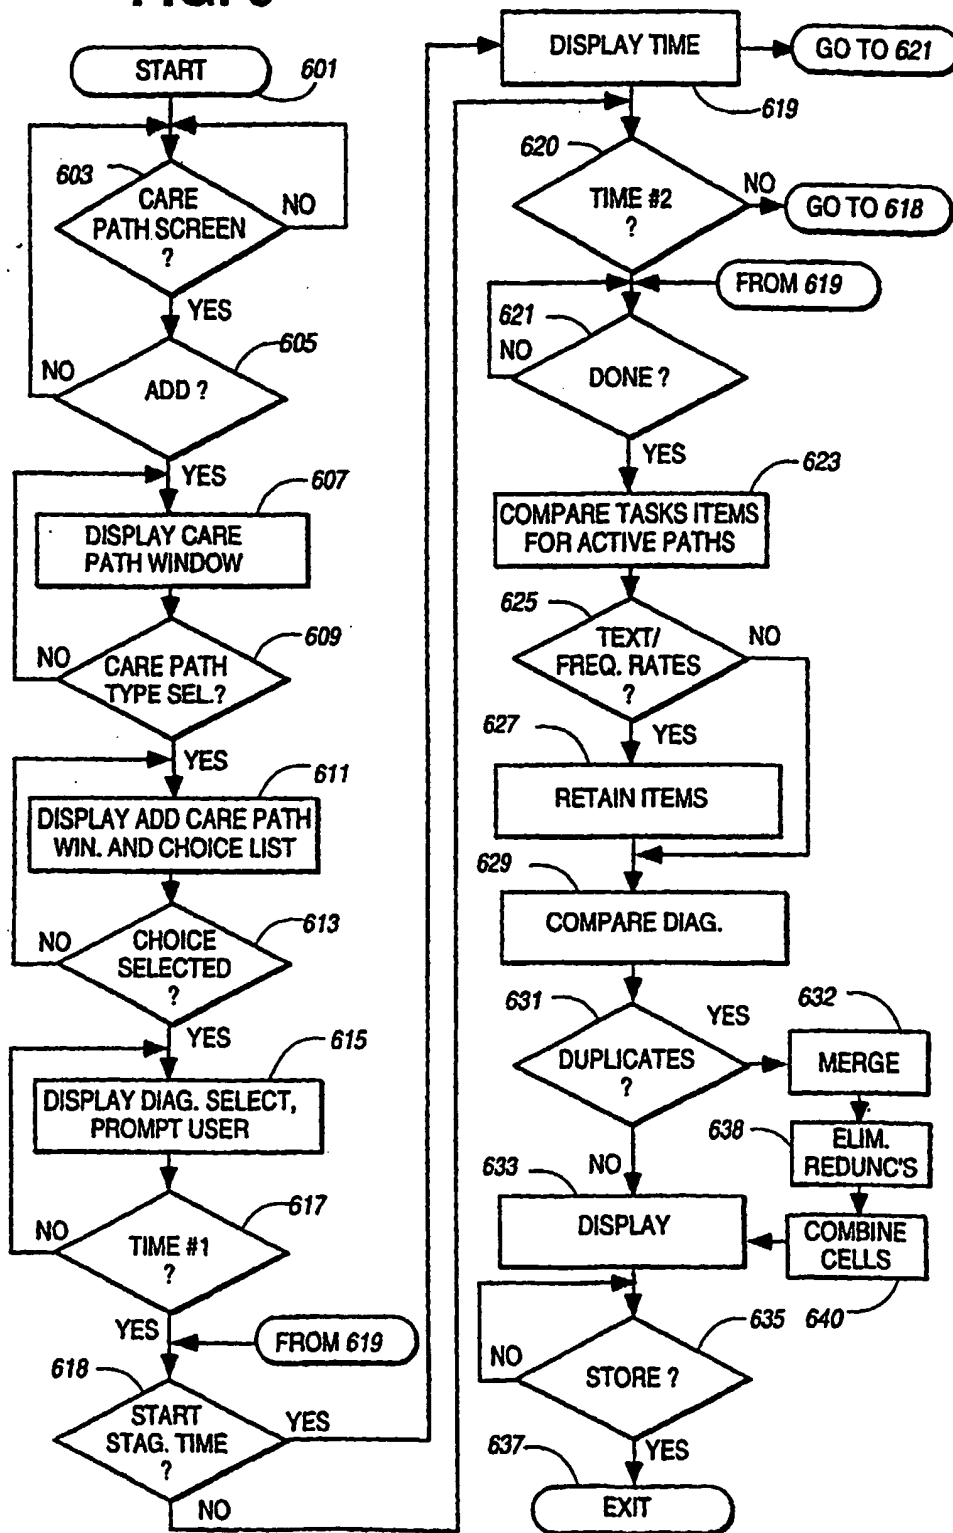 START
601
603
CARE
PATH SCREEN
?
NO
YES
605
NO
ADD ?
YES
607
DISPLAY CARE
PATH WINDOW
609
NO
CARE PATH
TYPE SEL.?
YES
611
DISPLAY ADD CARE PATH
WIN. AND CHOICE LIST
613
NO
CHOICE
SELECTED
?
YES
615
DISPLAY DIAG. SELECT,
PROMPT USER
617
NO
TIME #1
?
YES
FROM 619
618
START
STAG. TIME
?
YES
NO
DISPLAY TIME
GO TO 621
619
620
TIME #2
?
NO
GO TO 618
FROM 619
621
NO
DONE ?
YES
623
COMPARE TASKS ITEMS
FOR ACTIVE PATHS
625
TEXT/
FREQ. RATES
?
NO
627
YES
RETAIN ITEMS
629
COMPARE DIAG.
631
DUPLICATES
?
YES
632
MERGE
638
ELIM.
REDUNC'S
NO
633
DISPLAY
COMBINE
CELLS
640
635
NO
STORE ?
YES
637
EXIT